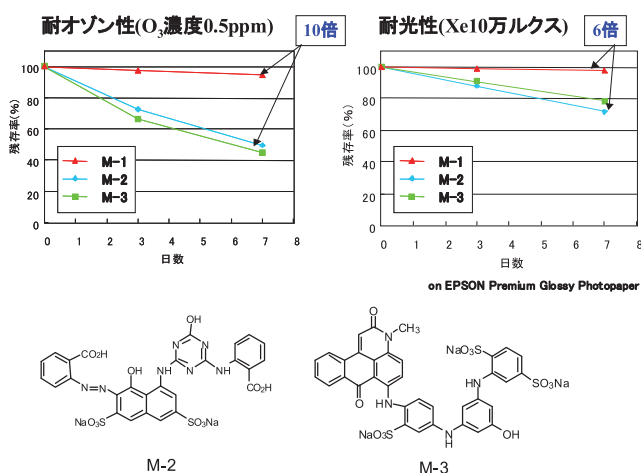 耐オゾン性(O₃濃度0.5ppm)
10倍
残存率(%)
100
80
60
40
20
0
M-1
M-2
M-3
0 1 2 3 4 5 6 7 8
日数
耐光性(Xe10万ルクス)
6倍
残存率(%)
100
80
60
40
20
0
M-1
M-2
M-3
0 1 2 3 4 5 6 7 8
日数
on EPSON Premium Glossy Photopaper
CO₂H
N=N
OH
NaO₃S
SO₃Na
NH
OH
N
N
N
NH
CO₂H
M-2
O
N
CH₃
O
HN
NaO₃S
N
H
OH
HN
NaO₃S
SO₃Na
M-3